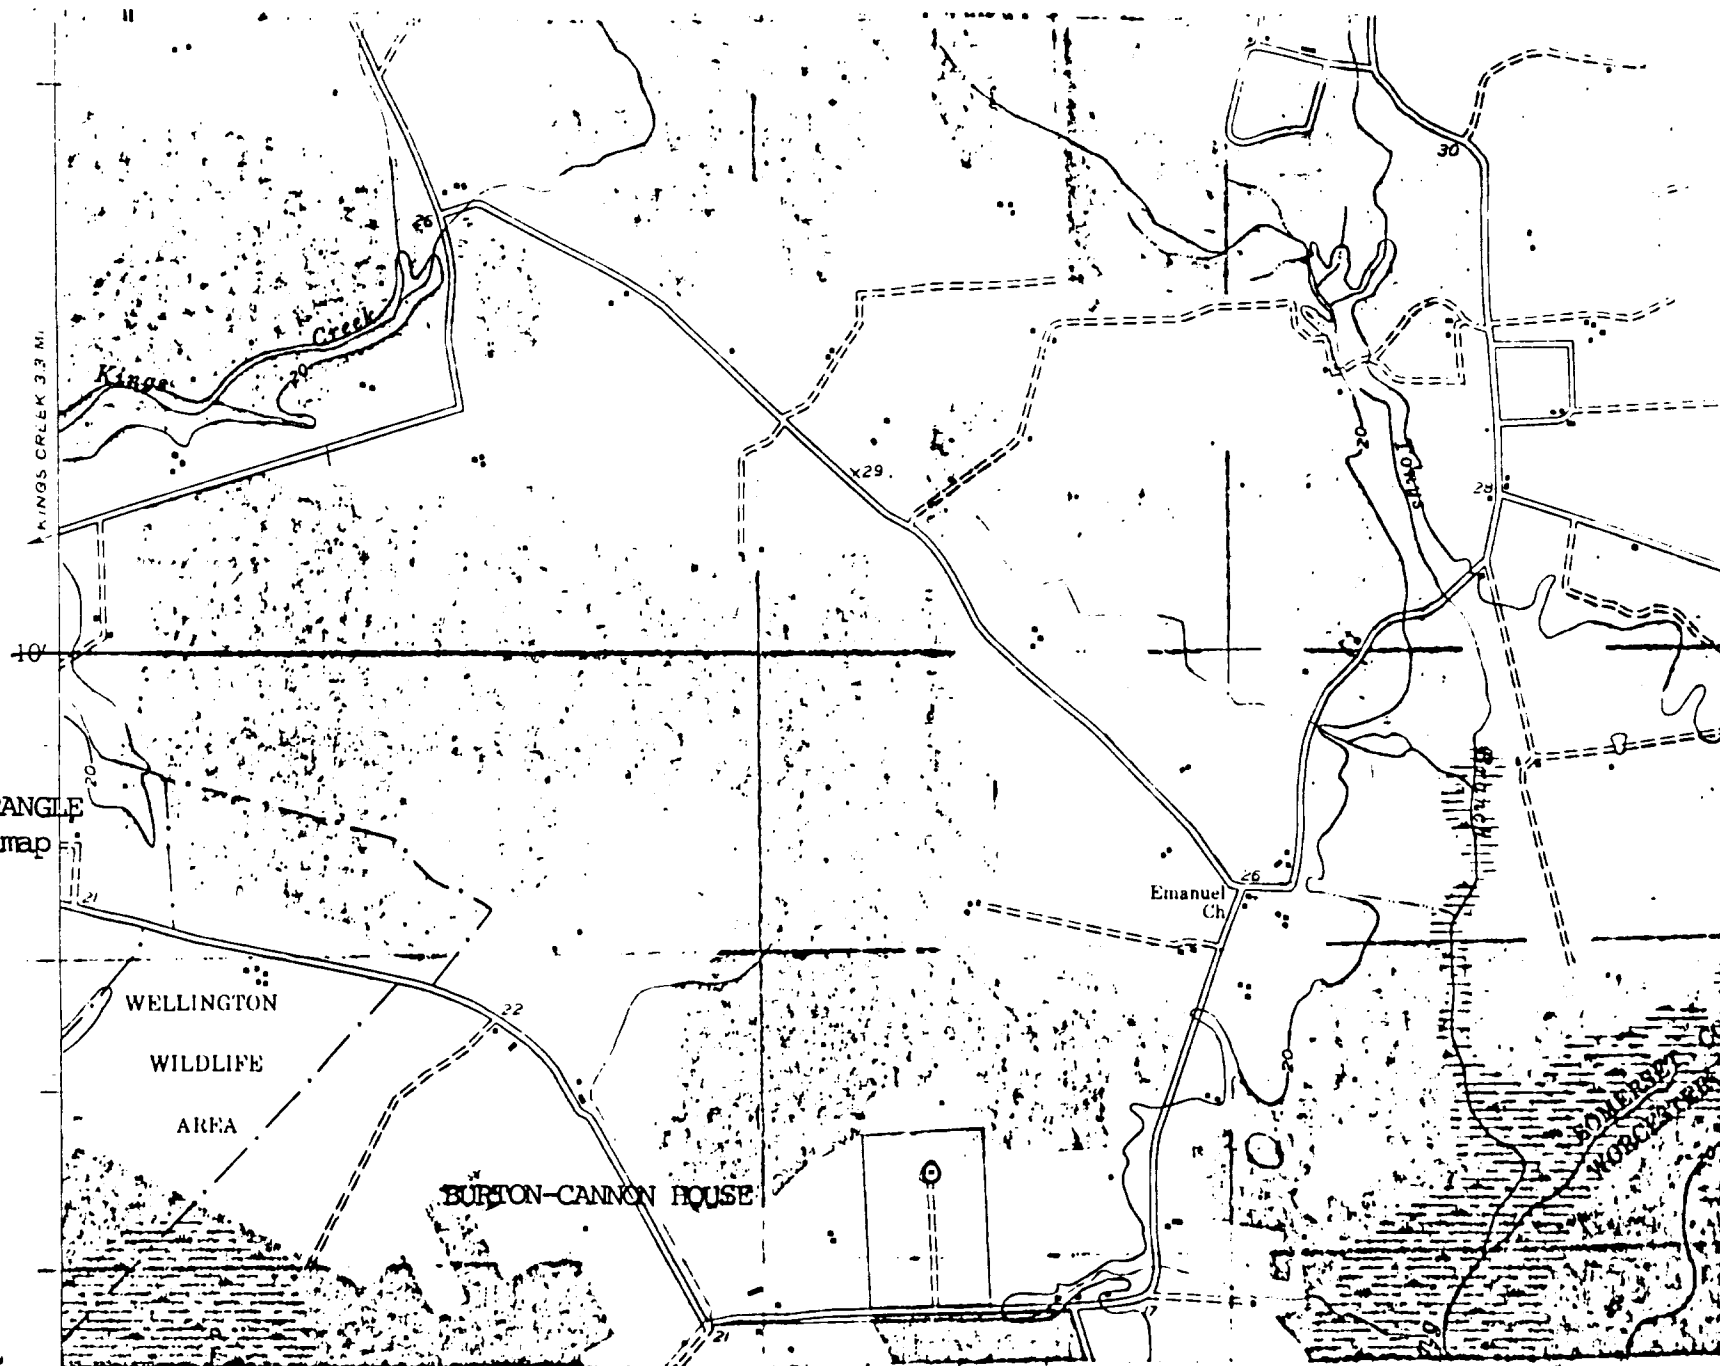 30
26
Kings Creek
20
KINGS CREEK 3.3 MI.
x29
20
28
10'
20
ANGLE
map
21
26
Emanuel
Ch
Branch
WELLINGTON
WILDLIFE
AREA
22
20
SOMERSET
WORCESTER
BURTON-CANNON HOUSE
21